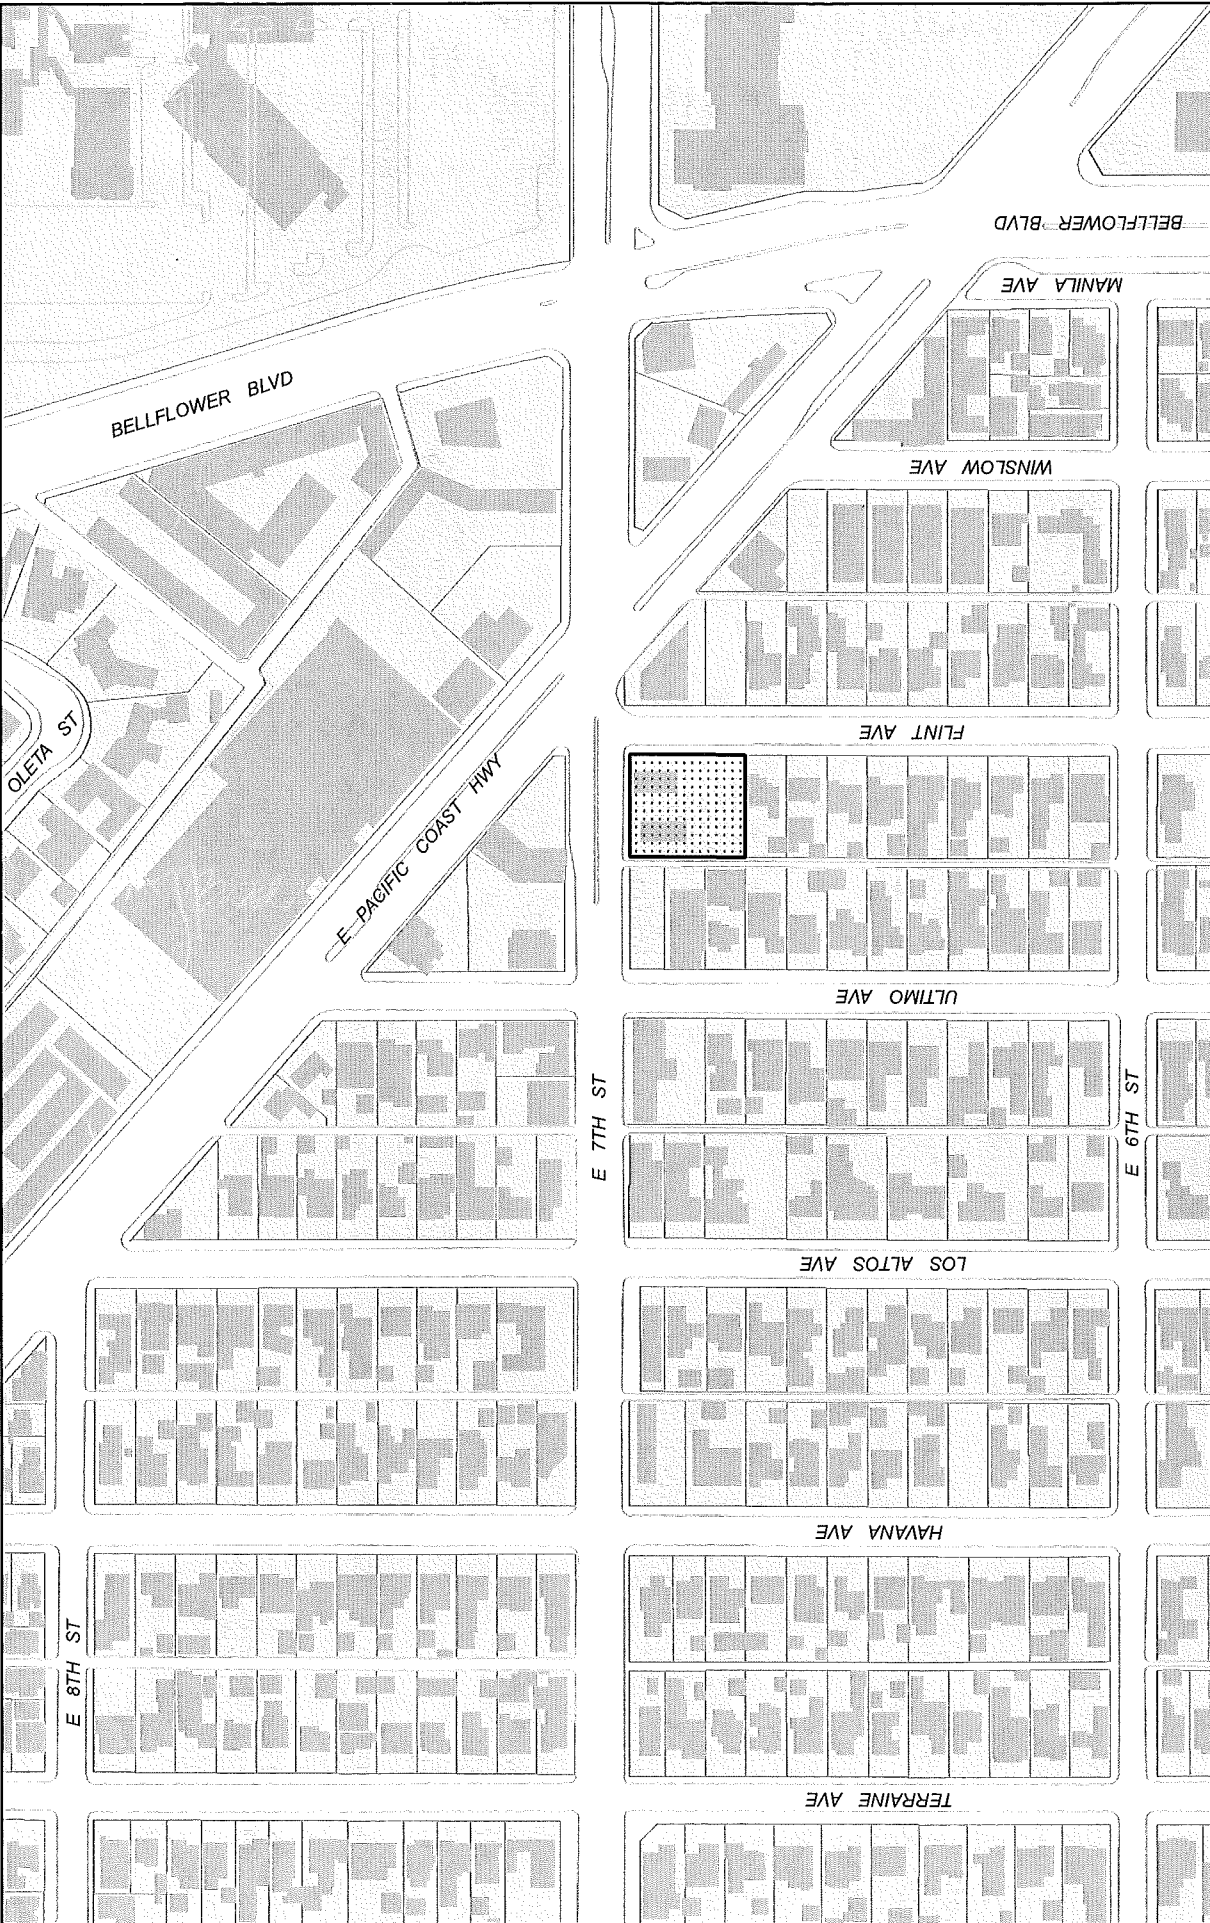 BELLFLOWER BLVD
MANILA AVE
BELLFLOWER BLVD
WINSLOW AVE
OLETA ST
FLINT AVE
E PACIFIC COAST HWY
ULTIMO AVE
E 7TH ST
E 6TH ST
LOS ALTOS AVE
HAVANA AVE
E 8TH ST
TERRAINE AVE